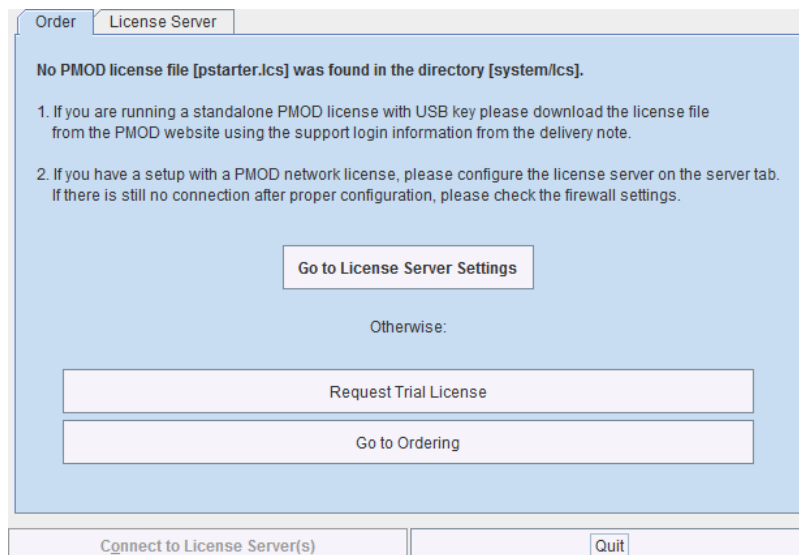 Order
License Server
No PMOD license file [pstarter.lcs] was found in the directory [system/lcs].
1. If you are running a standalone PMOD license with USB key please download the license file
from the PMOD website using the support login information from the delivery note.
2. If you have a setup with a PMOD network license, please configure the license server on the server tab.
If there is still no connection after proper configuration, please check the firewall settings.
Go to License Server Settings
Otherwise:
Request Trial License
Go to Ordering
Connect to License Server(s)
Quit